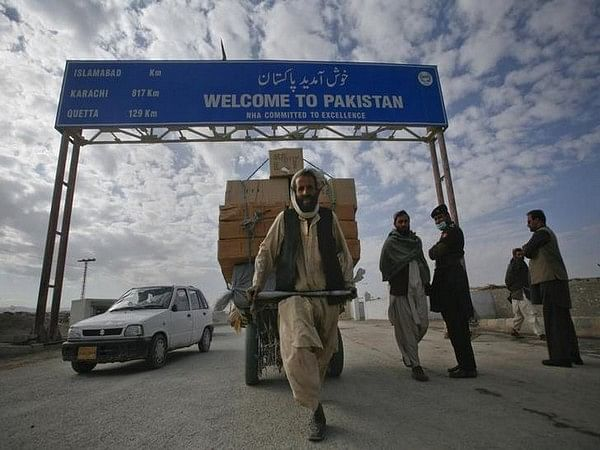 خوش آمدید پاکستان
ISLAMABAD Km
KARACHI 817 KM
QUETTA 129 KM
WELCOME TO PAKISTAN
NHA COMMITTED TO EXCELLENCE